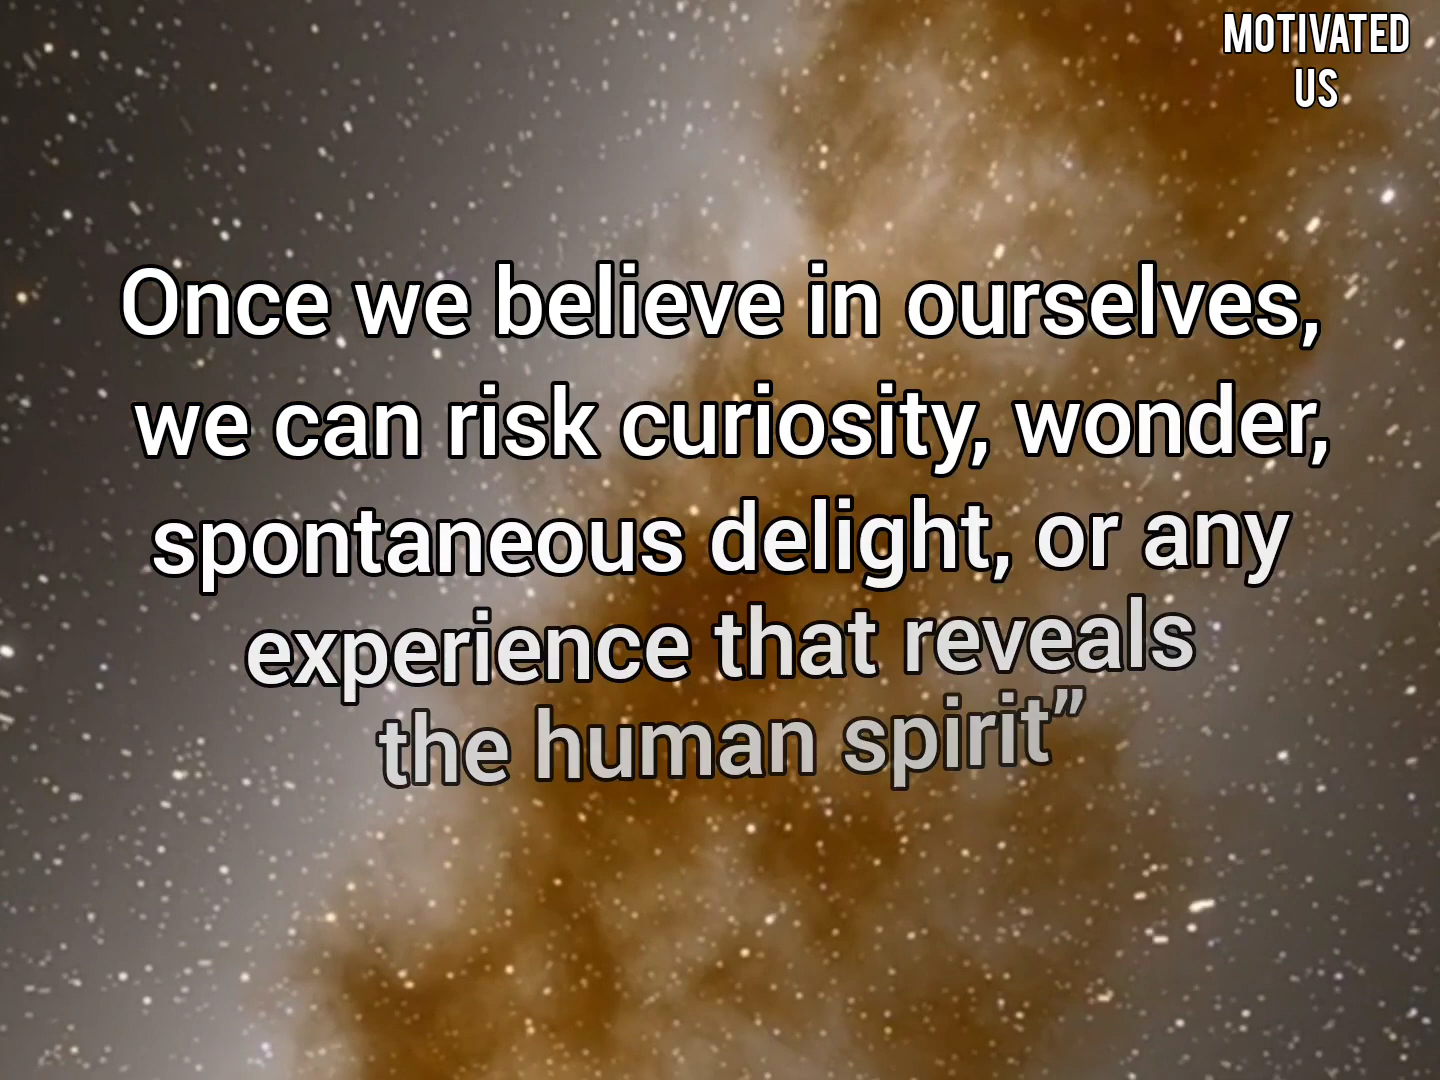 MOTIVATED
US
Once we believe in ourselves,
we can risk curiosity, wonder,
spontaneous delight, or any
experience that reveals
the human spirit”